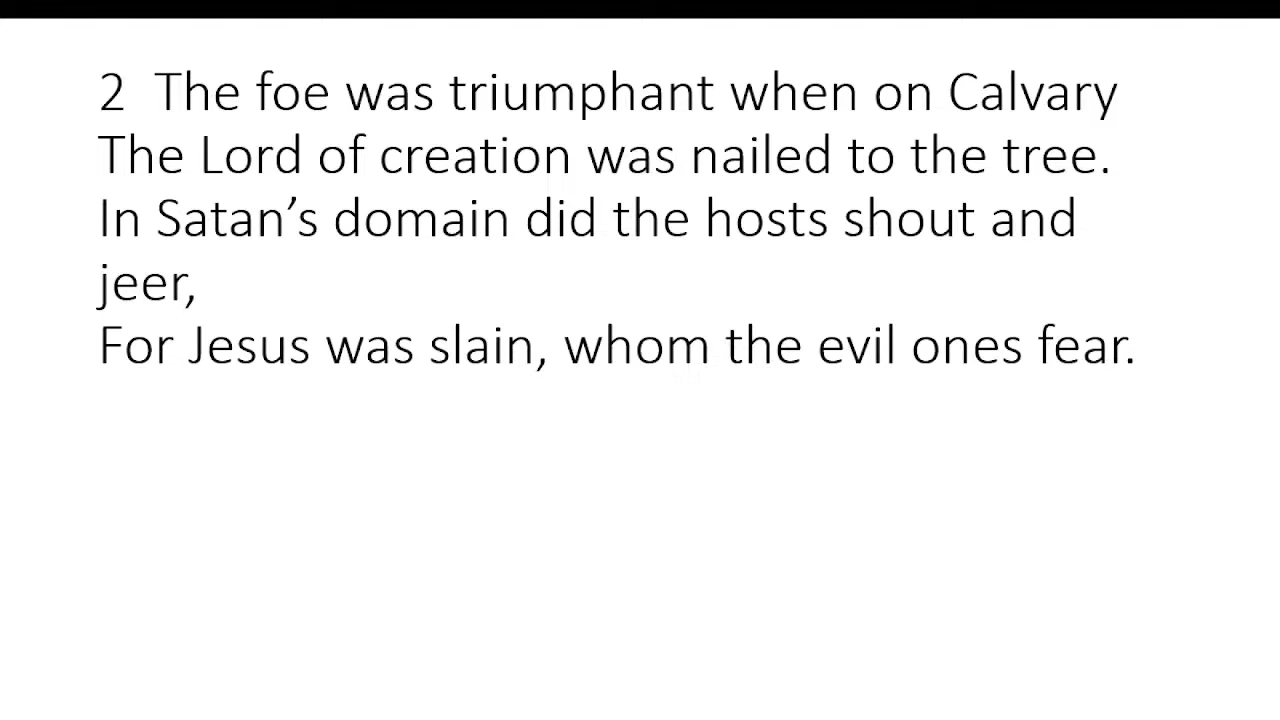 2  The foe was triumphant when on Calvary
The Lord of creation was nailed to the tree.
In Satan’s domain did the hosts shout and
jeer,
For Jesus was slain, whom the evil ones fear.